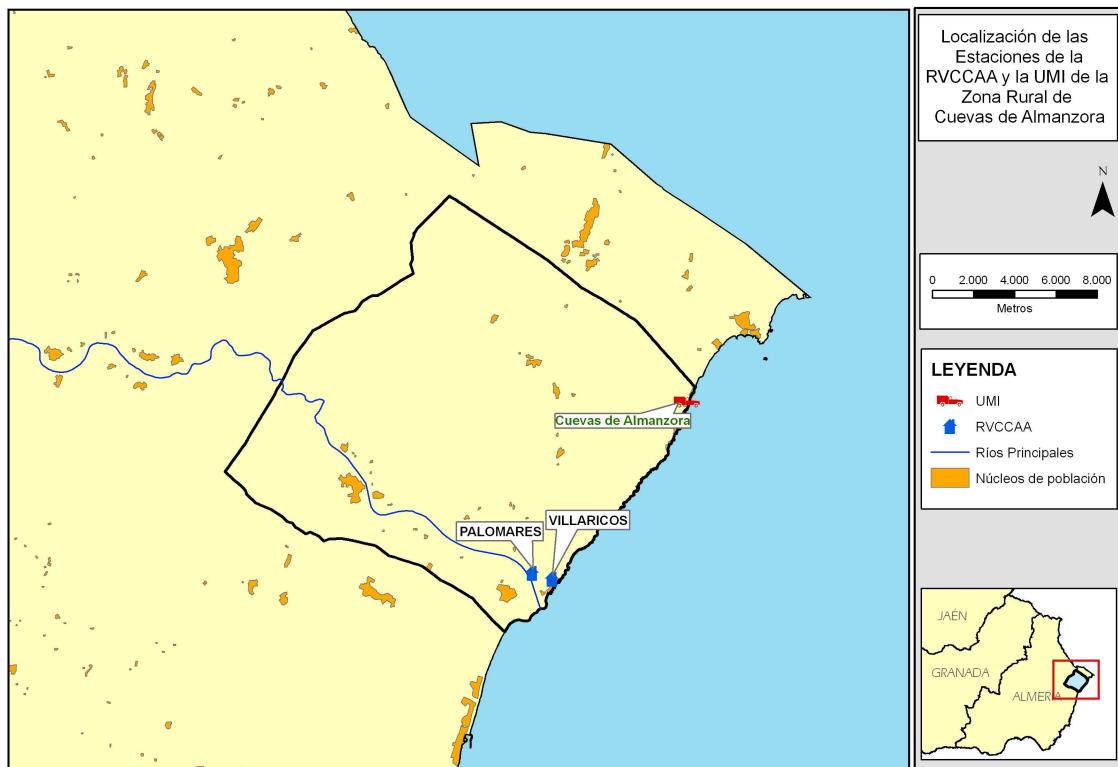 Localización de las
Estaciones de la
RVCCAA y la UMI de la
Zona Rural de
Cuevas de Almanzora
N
0 2.000 4.000 6.000 8.000
Metros
LEYENDA
UMI
RVCCAA
Ríos Principales
Núcleos de población
Cuevas de Almanzora
PALOMARES
VILLARICOS
JAÉN
GRANADA
ALMERÍA